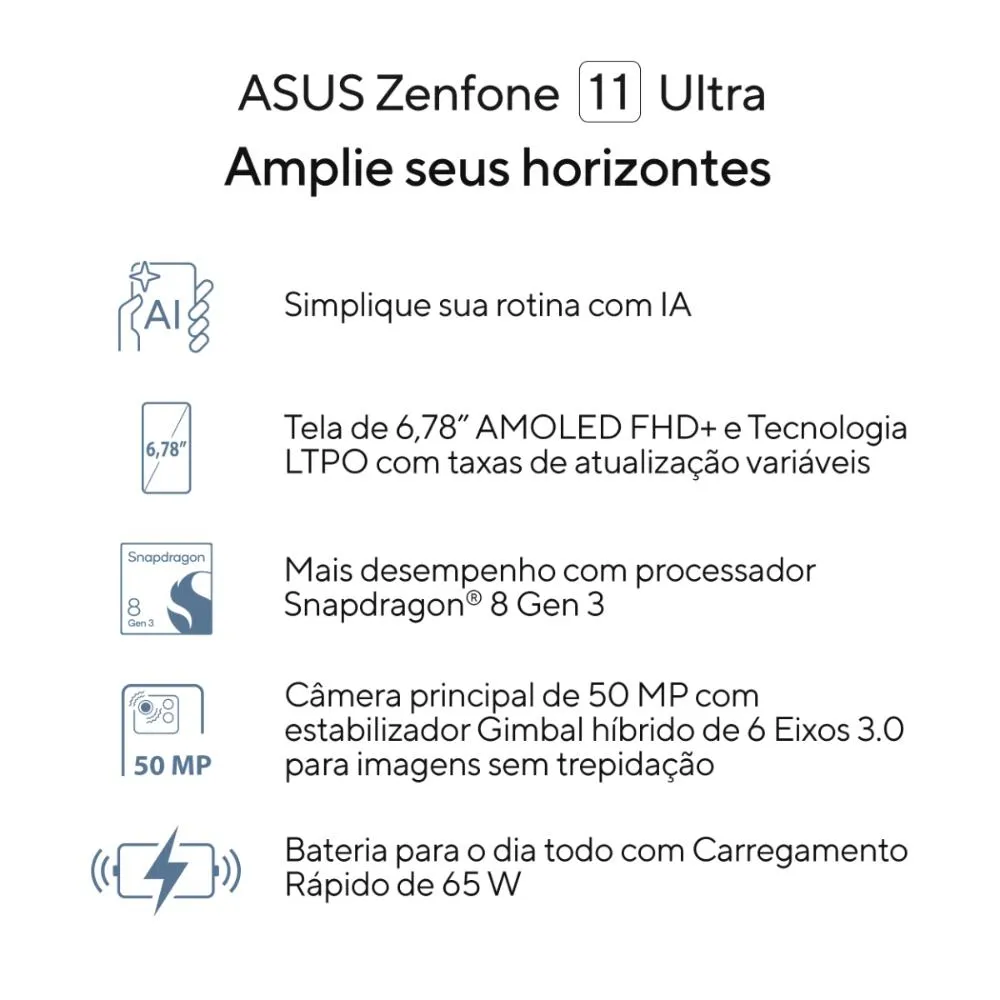 ASUS Zenfone 11 Ultra
Amplie seus horizontes
AI
Simplique sua rotina com IA
6,78”
Tela de 6,78” AMOLED FHD+ e Tecnologia
LTPO com taxas de atualização variáveis
Snapdragon
8
Gen 3
Mais desempenho com processador
Snapdragon® 8 Gen 3
50 MP
Câmera principal de 50 MP com
estabilizador Gimbal híbrido de 6 Eixos 3.0
para imagens sem trepidação
Bateria para o dia todo com Carregamento
Rápido de 65 W